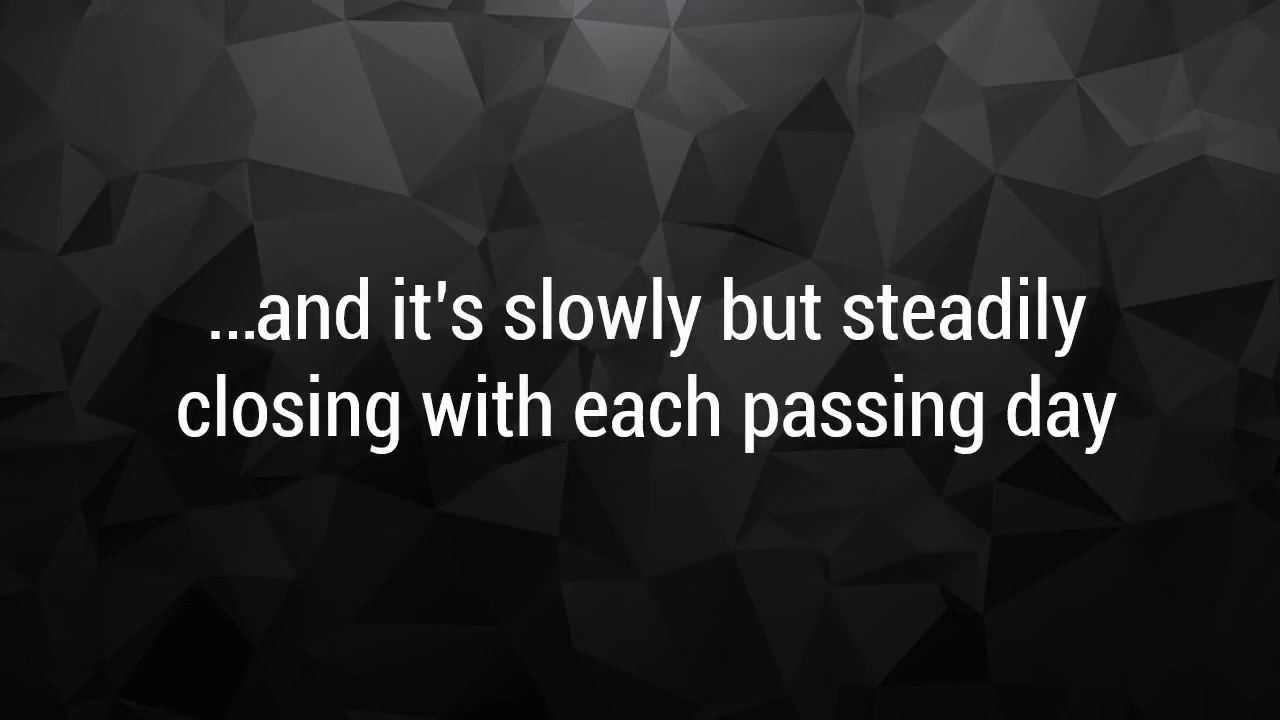 ...and it's slowly but steadily
closing with each passing day